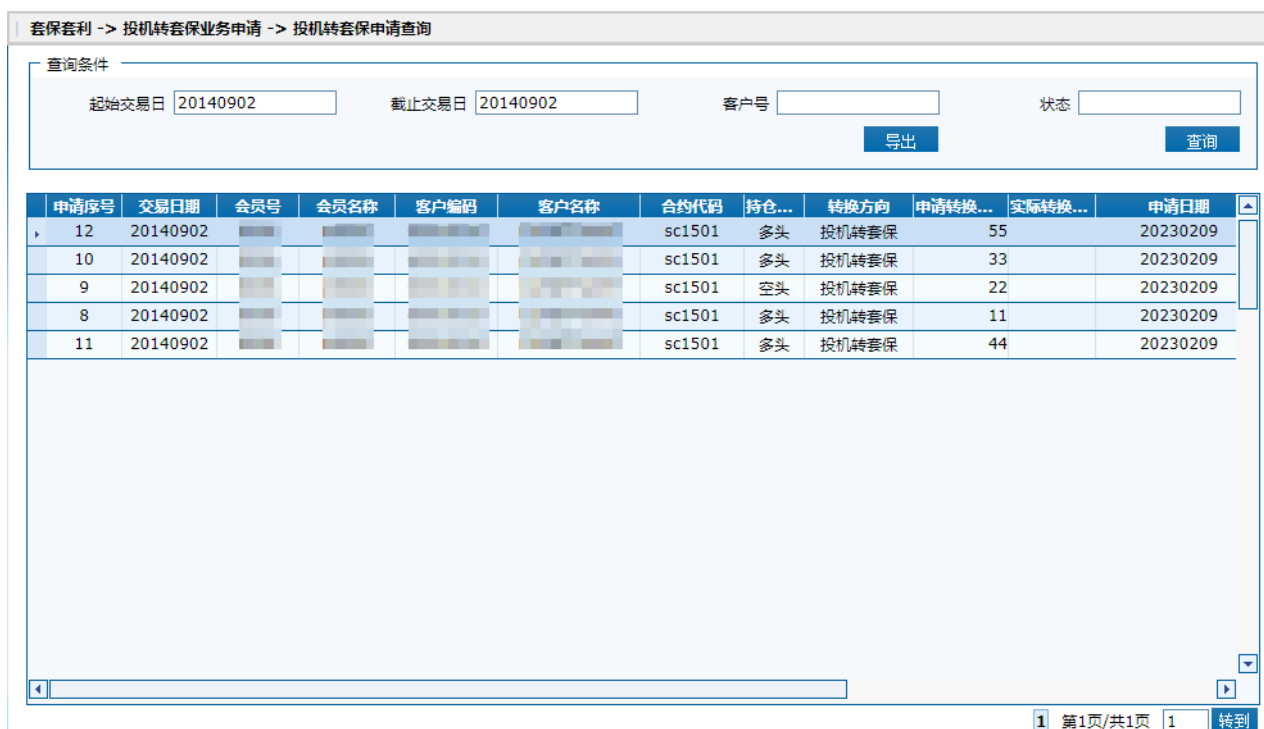 套保套利 -> 投机转套保业务申请 -> 投机转套保申请查询
查询条件
起始交易日 20140902 截止交易日 20140902 客户号 状态
导出 查询
申请序号 交易日期 会员号 会员名称 客户编码 客户名称 合约代码 持仓... 转换方向 申请转换... 实际转换... 申请日期
12 20140902 sc1501 多头 投机转套保 55 20230209
10 20140902 sc1501 多头 投机转套保 33 20230209
9 20140902 sc1501 空头 投机转套保 22 20230209
8 20140902 sc1501 多头 投机转套保 11 20230209
11 20140902 sc1501 多头 投机转套保 44 20230209
1 第1页/共1页 1 转到